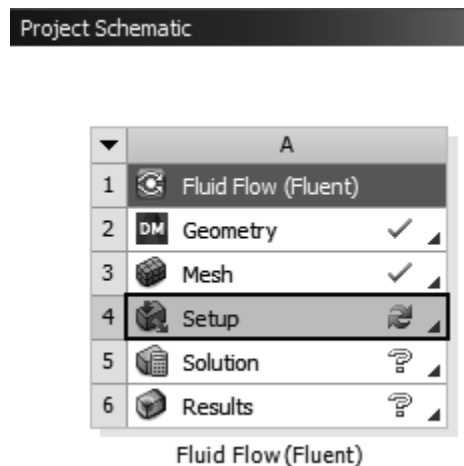 Project Schematic
A
1 Fluid Flow (Fluent)
2 DM Geometry
3 Mesh
4 Setup
5 Solution ?
6 Results ?
Fluid Flow (Fluent)